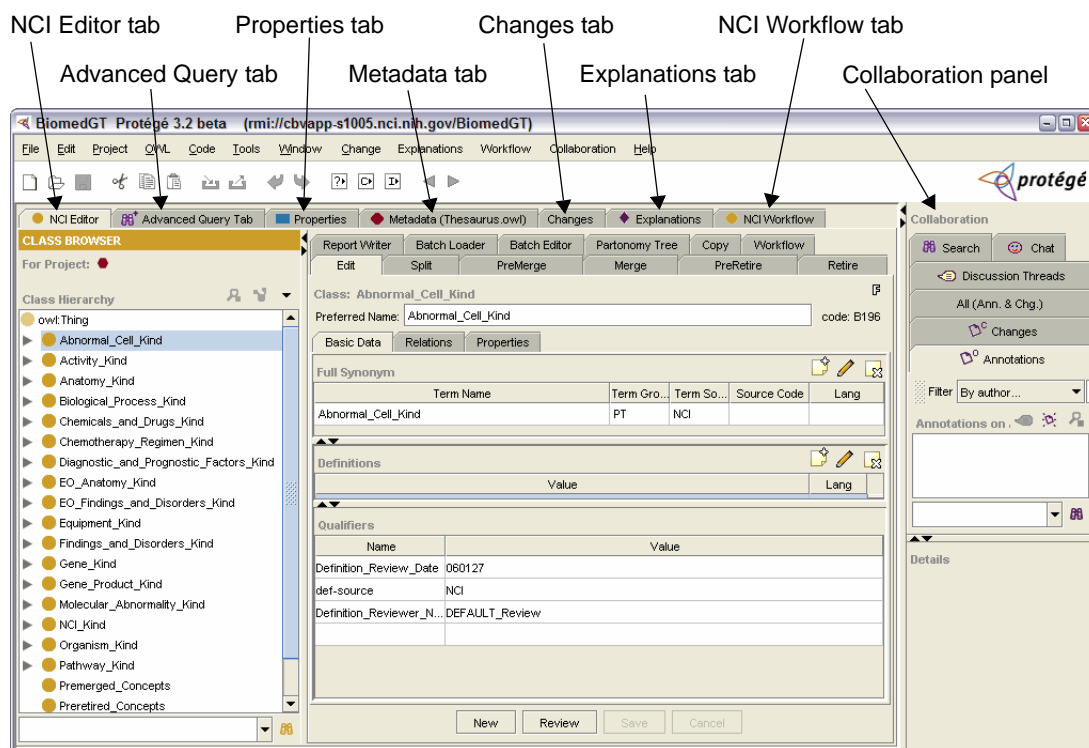 NCI Editor tab Properties tab Changes tab NCI Workflow tab
Advanced Query tab Metadata tab Explanations tab Collaboration panel
BiomedGT Protégé 3.2 beta (rmi://cbvapp-s1005.nci.nih.gov/BiomedGT)
File Edit Project OWL Code Tools Window Change Explanations Workflow Collaboration Help
protégé
NCI Editor Advanced Query Tab Properties Metadata (Thesaurus.owl) Changes Explanations NCI Workflow
CLASS BROWSER
For Project:
Class Hierarchy
owl:Thing
Abnormal_Cell_Kind
Activity_Kind
Anatomy_Kind
Biological_Process_Kind
Chemicals_and_Drugs_Kind
Chemotherapy_Regimen_Kind
Diagnostic_and_Prognostic_Factors_Kind
EO_Anatomy_Kind
EO_Findings_and_Disorders_Kind
Equipment_Kind
Findings_and_Disorders_Kind
Gene_Kind
Gene_Product_Kind
Molecular_Abnormality_Kind
NCI_Kind
Organism_Kind
Pathway_Kind
Premerged_Concepts
Preretired_Concepts
Report Writer Batch Loader Batch Editor Partonomy Tree Copy Workflow
Edit Split PreMerge Merge PreRetire Retire
Class: Abnormal_Cell_Kind
Preferred Name: Abnormal_Cell_Kind code: B196
Basic Data Relations Properties
Full Synonym
Term Name Term Gro... Term So... Source Code Lang
Abnormal_Cell_Kind PT NCI
Definitions
Value Lang
Qualifiers
Name Value
Definition_Review_Date 060127
def-source NCI
Definition_Reviewer_N... DEFAULT_Review
New Review Save Cancel
Collaboration
Search Chat
Discussion Threads
All (Ann. & Chg.)
Changes
Annotations
Filter By author...
Annotations on
Details